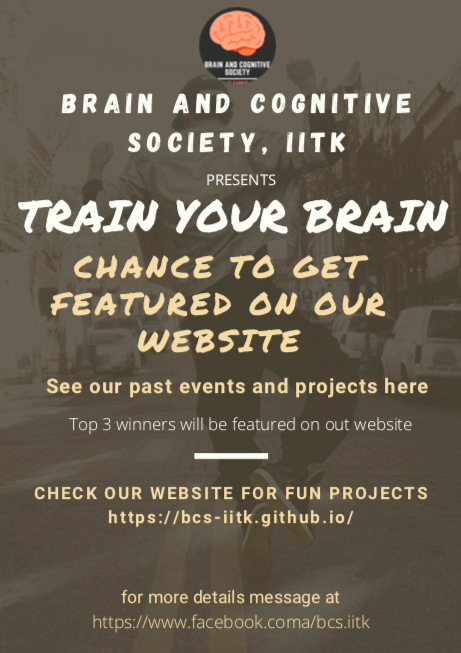 BRAIN AND COGNITIVE
SOCIETY
BRAIN AND COGNITIVE
SOCIETY, IITK
PRESENTS
TRAIN YOUR BRAIN
CHANCE TO GET
FEATURED ON OUR
WEBSITE
See our past events and projects here
Top 3 winners will be featured on out website
CHECK OUR WEBSITE FOR FUN PROJECTS
https://bcs-iitk.github.io/
for more details message at
https://www.facebook.coma/bcs.iitk